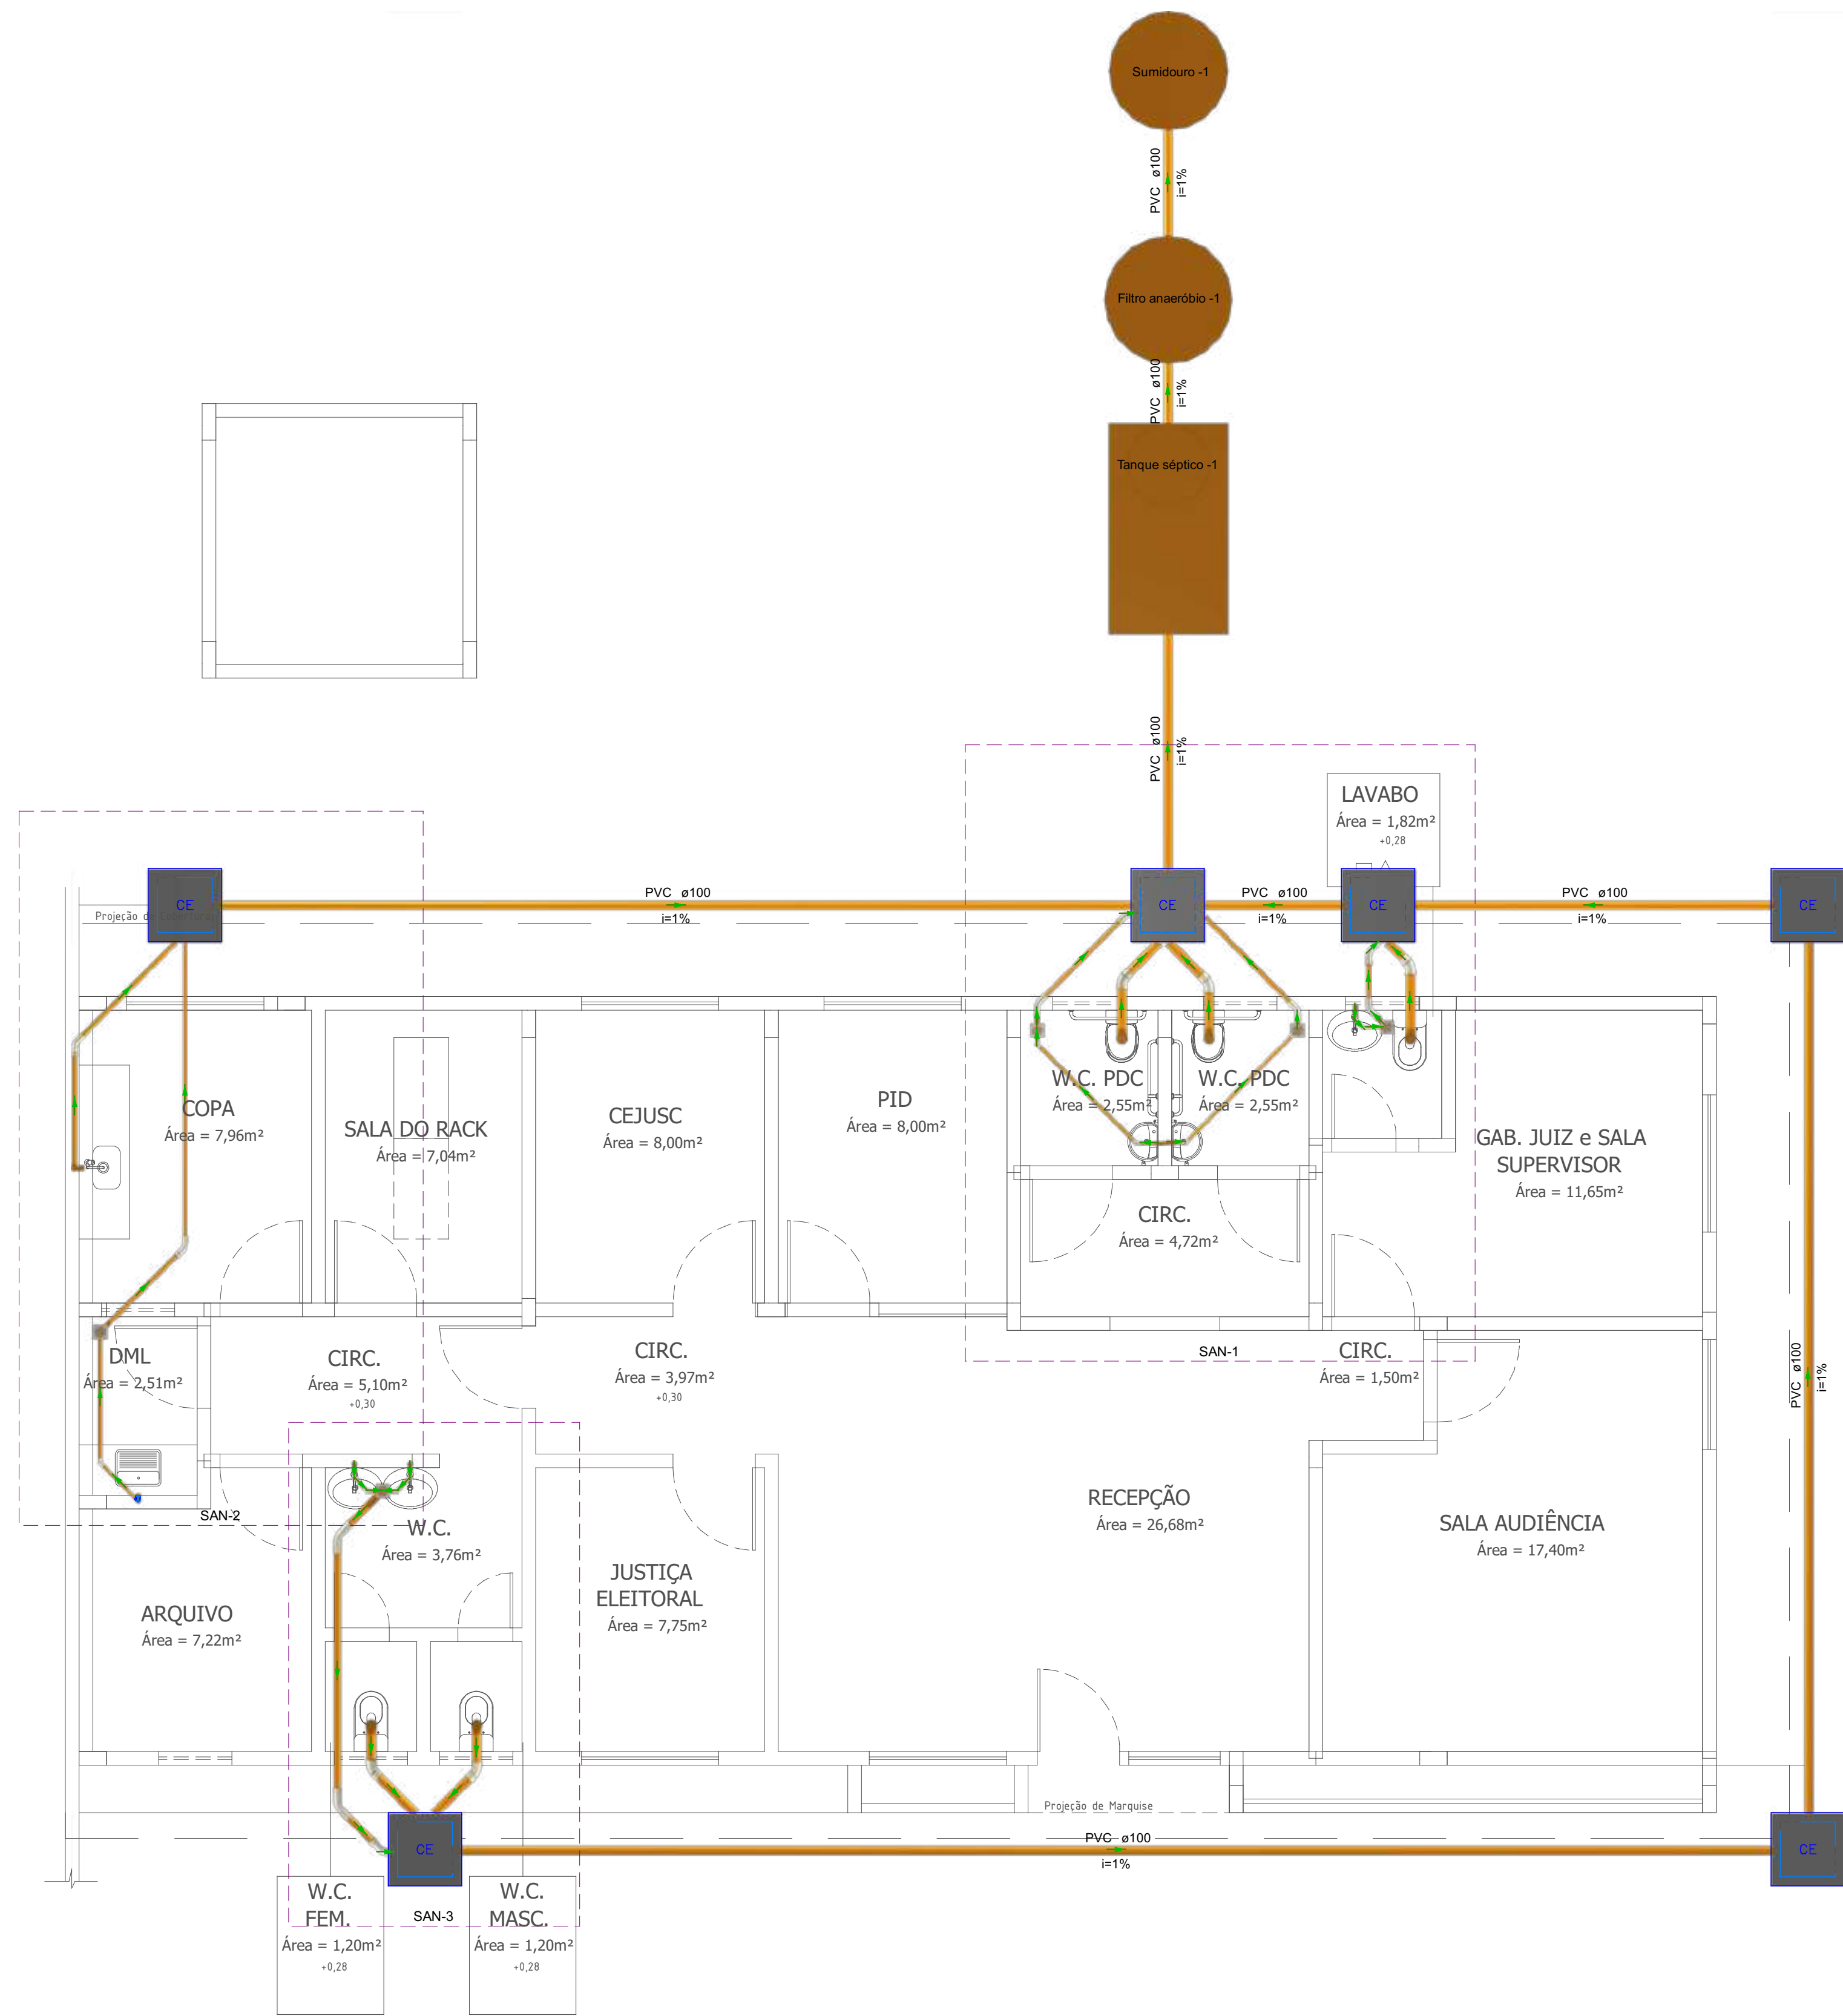 Sumidouro -1
PVC ø100
i=1%
Filtro anaeróbio -1
PVC ø100
i=1%
Tanque séptico -1
PVC ø100
i=1%
LAVABO
Área = 1,82m²
+0,28
CE
PVC ø100
i=1%
CE
PVC ø100
i=1%
CE
PVC ø100
i=1%
CE
Projeção de Cobertura
COPA
Área = 7,96m²
SALA DO RACK
Área = 7,04m²
CEJUSC
Área = 8,00m²
PID
Área = 8,00m²
W.C. PDC
Área = 2,55m²
W.C. PDC
Área = 2,55m²
GAB. JUIZ e SALA
SUPERVISOR
Área = 11,65m²
CIRC.
Área = 4,72m²
SAN-1
DML
Área = 2,51m²
CIRC.
Área = 5,10m²
+0,30
CIRC.
Área = 3,97m²
+0,30
CIRC.
Área = 1,50m²
PVC ø100
i=1%
SAN-2
W.C.
Área = 3,76m²
RECEPÇÃO
Área = 26,68m²
SALA AUDIÊNCIA
Área = 17,40m²
ARQUIVO
Área = 7,22m²
JUSTIÇA
ELEITORAL
Área = 7,75m²
Projeção de Marquise
CE
PVC ø100
i=1%
CE
W.C.
FEM.
Área = 1,20m²
+0,28
SAN-3
W.C.
MASC.
Área = 1,20m²
+0,28